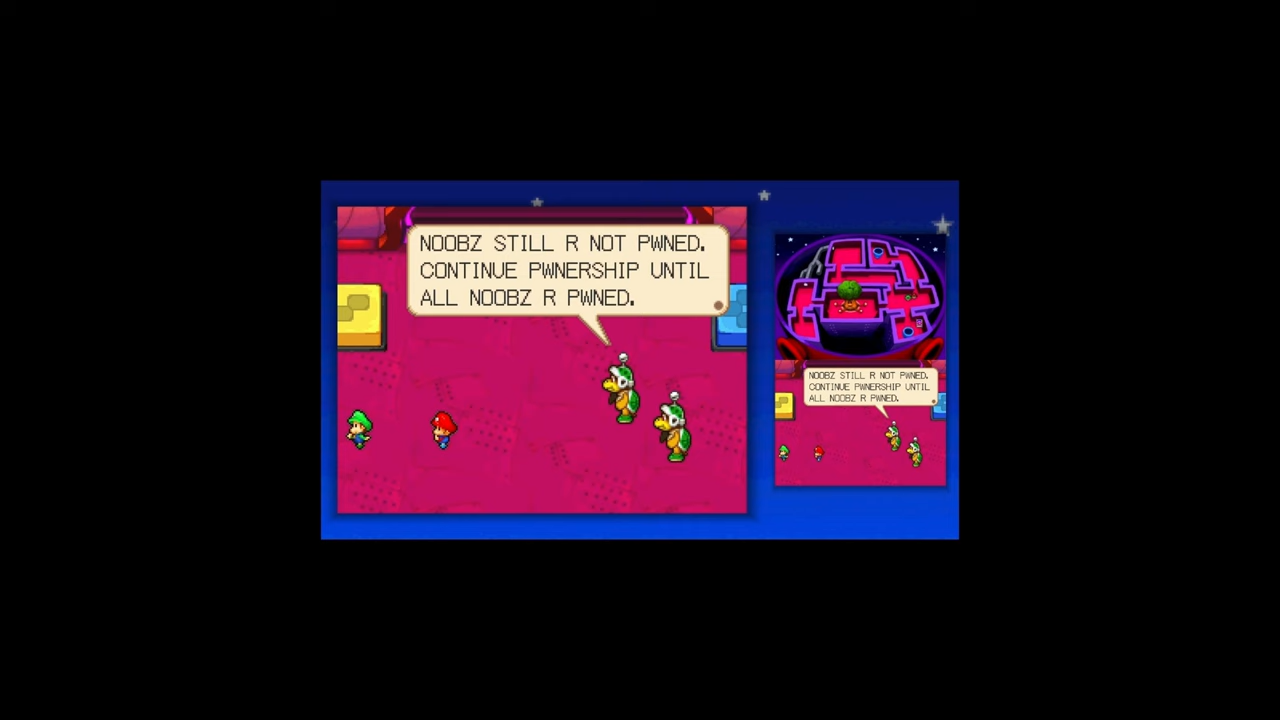 NOOBZ STILL R NOT PWNED.
CONTINUE PWNERSHIP UNTIL
ALL NOOBZ R PWNED.
NOOBZ STILL R NOT PWNED.
CONTINUE PWNERSHIP UNTIL
ALL NOOBZ R PWNED.